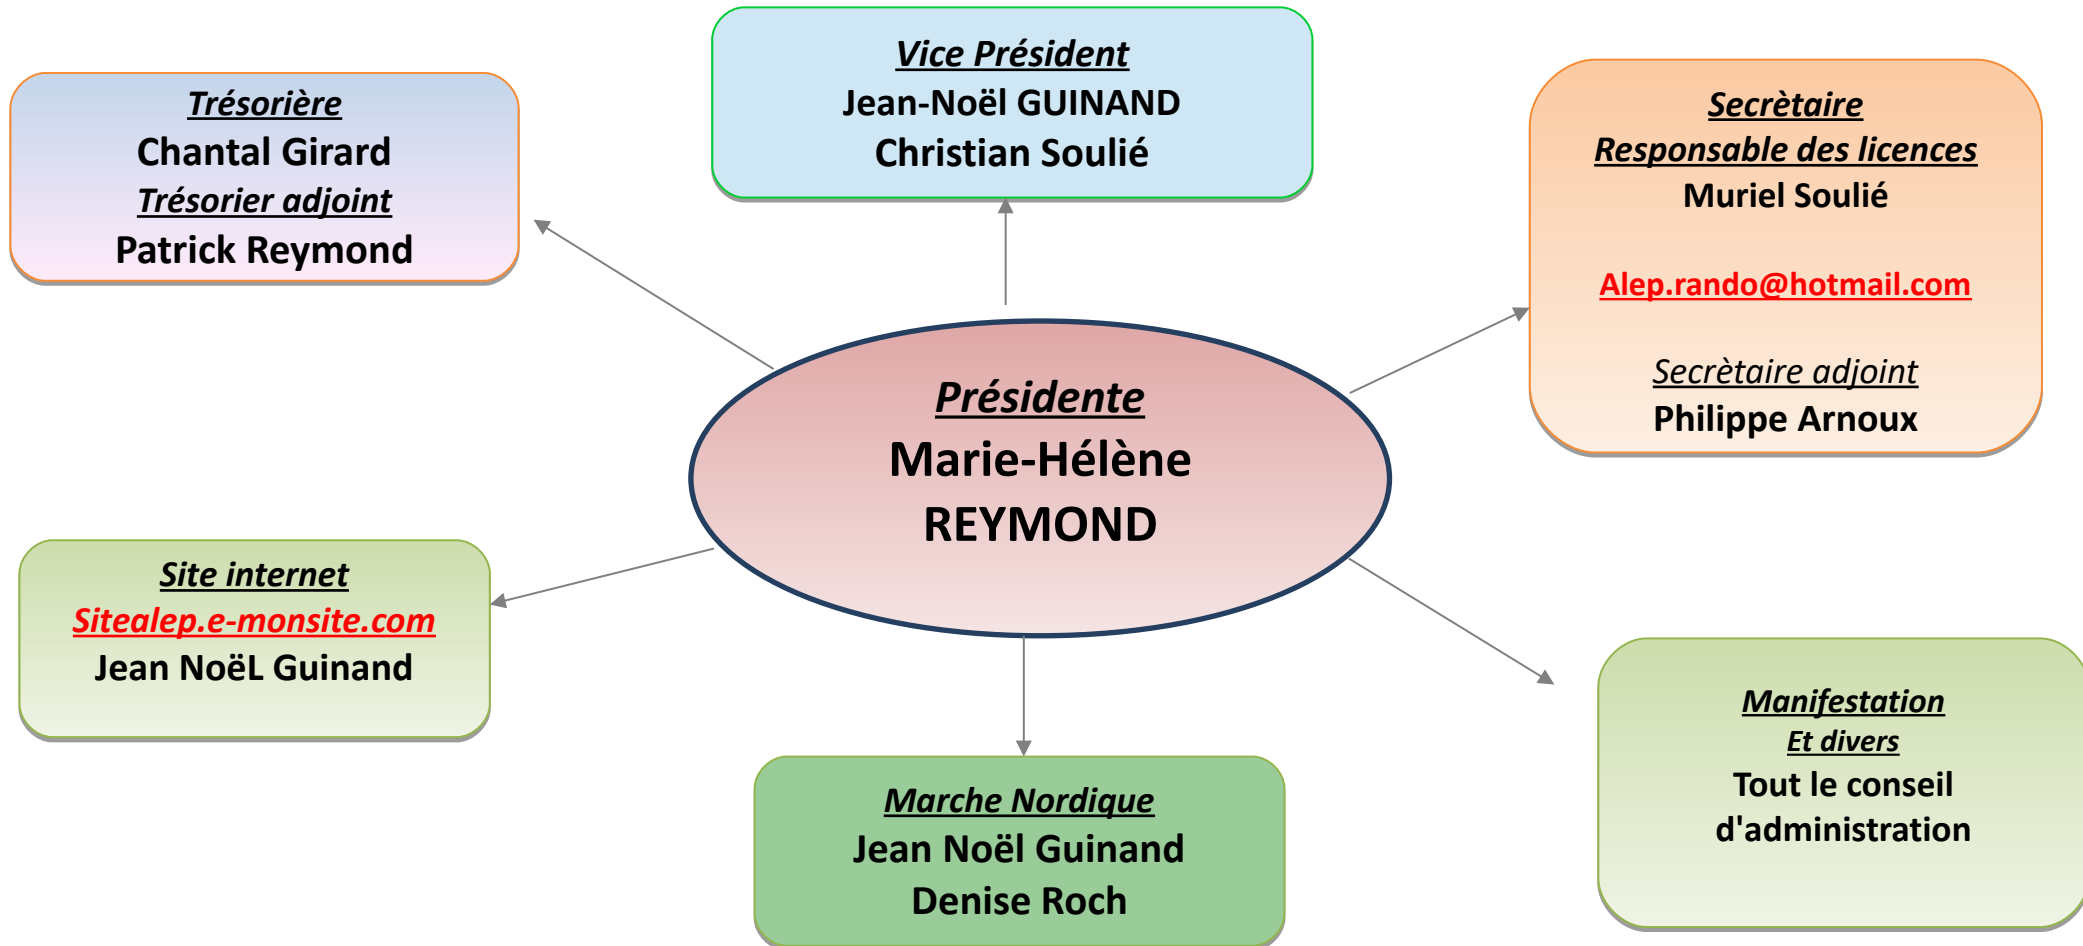 Trésorière
Chantal Girard
Trésorier adjoint
Patrick Reymond
Vice Président
Jean-Noël GUINAND
Christian Soulié
Secrètaire
Responsable des licences
Muriel Soulié
Alep.rando@hotmail.com
Secrètaire adjoint
Philippe Arnoux
Présidente
Marie-Hélène
REYMOND
Site internet
Sitealep.e-monsite.com
Jean NoëL Guinand
Marche Nordique
Jean Noël Guinand
Denise Roch
Manifestation
Et divers
Tout le conseil
d'administration